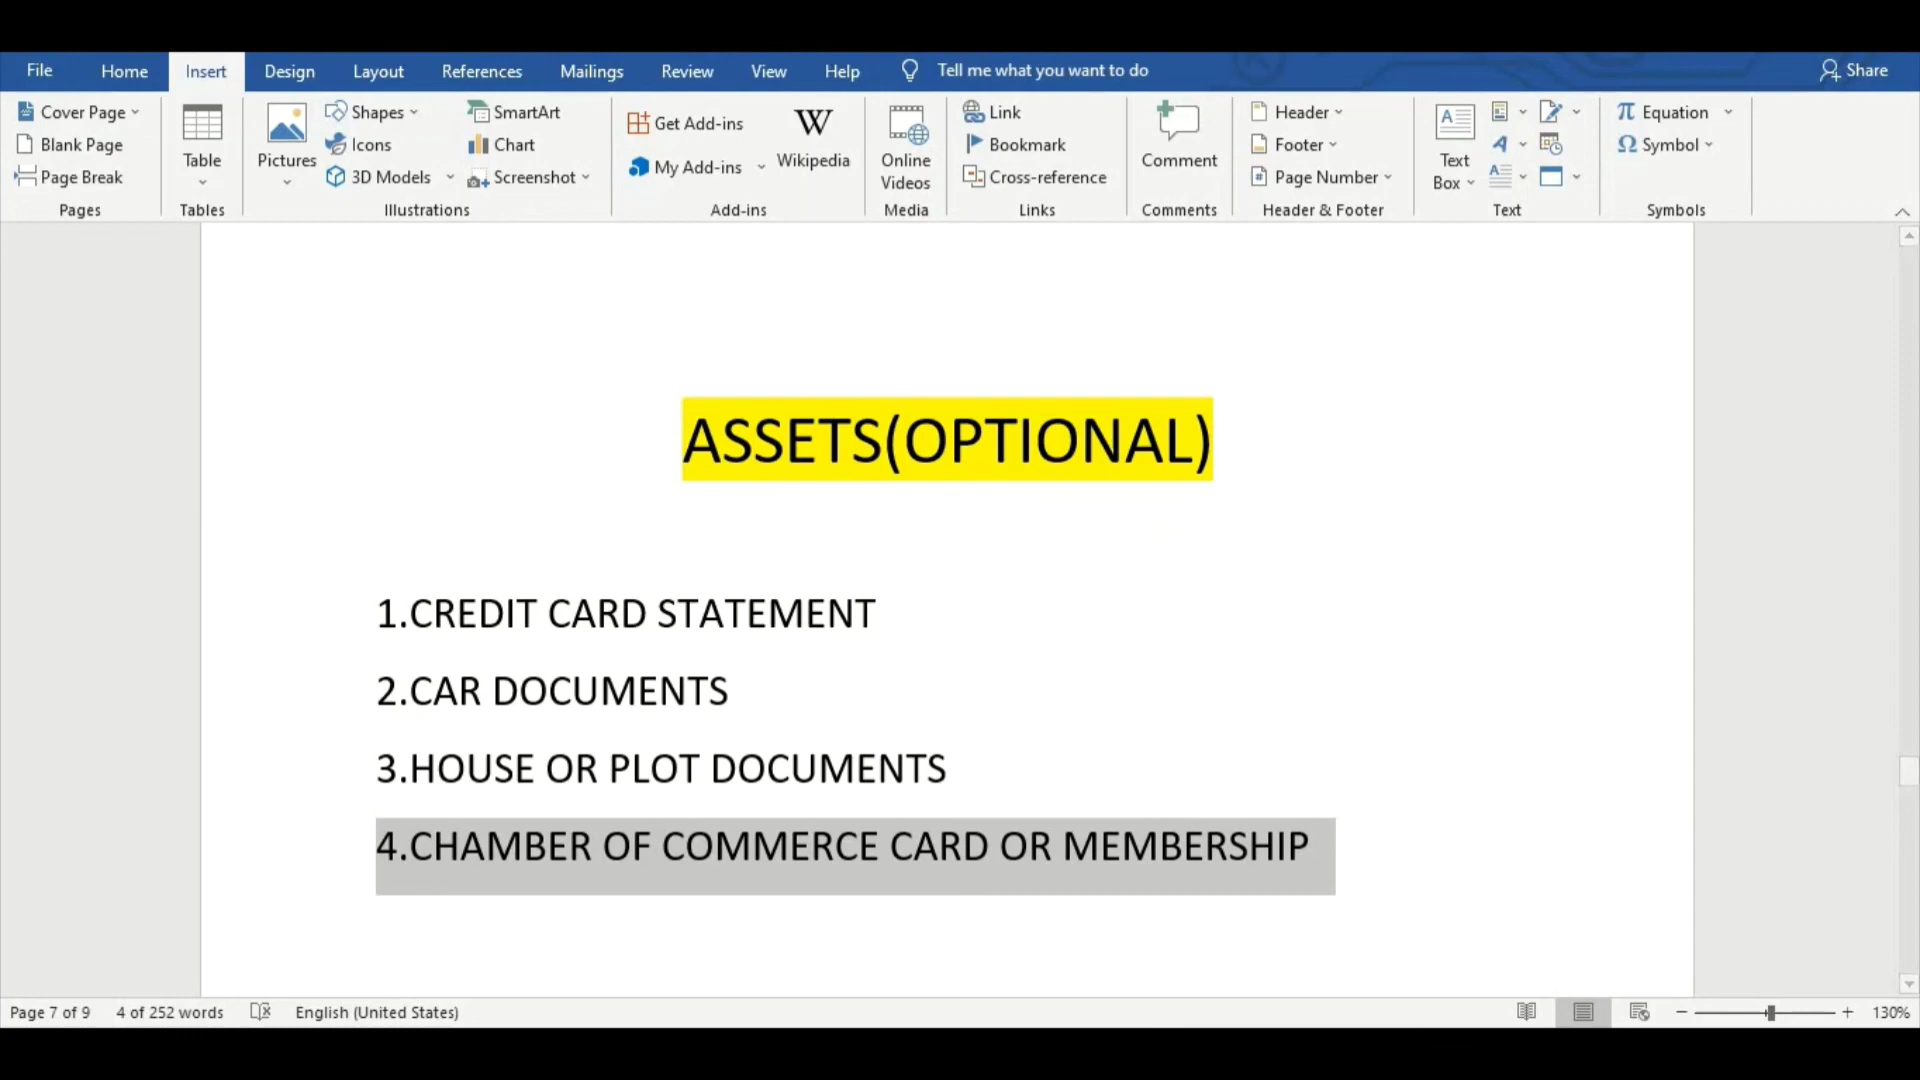 File Home Insert Design Layout References Mailings Review View Help Tell me what you want to do Share
Cover Page
Blank Page
Page Break
Pages
Table
Tables
Pictures
Shapes
Icons
3D Models
SmartArt
Chart
Screenshot
Illustrations
Get Add-ins
My Add-ins
W
Wikipedia
Add-ins
Online
Videos
Media
Link
Bookmark
Cross-reference
Links
Comment
Comments
Header
Footer
# Page Number
Header & Footer
A
Text
Box
A
A
Text
π Equation
Ω Symbol
Symbols
ASSETS(OPTIONAL)
1.CREDIT CARD STATEMENT
2.CAR DOCUMENTS
3.HOUSE OR PLOT DOCUMENTS
4.CHAMBER OF COMMERCE CARD OR MEMBERSHIP
Page 7 of 9 4 of 252 words English (United States) 130%